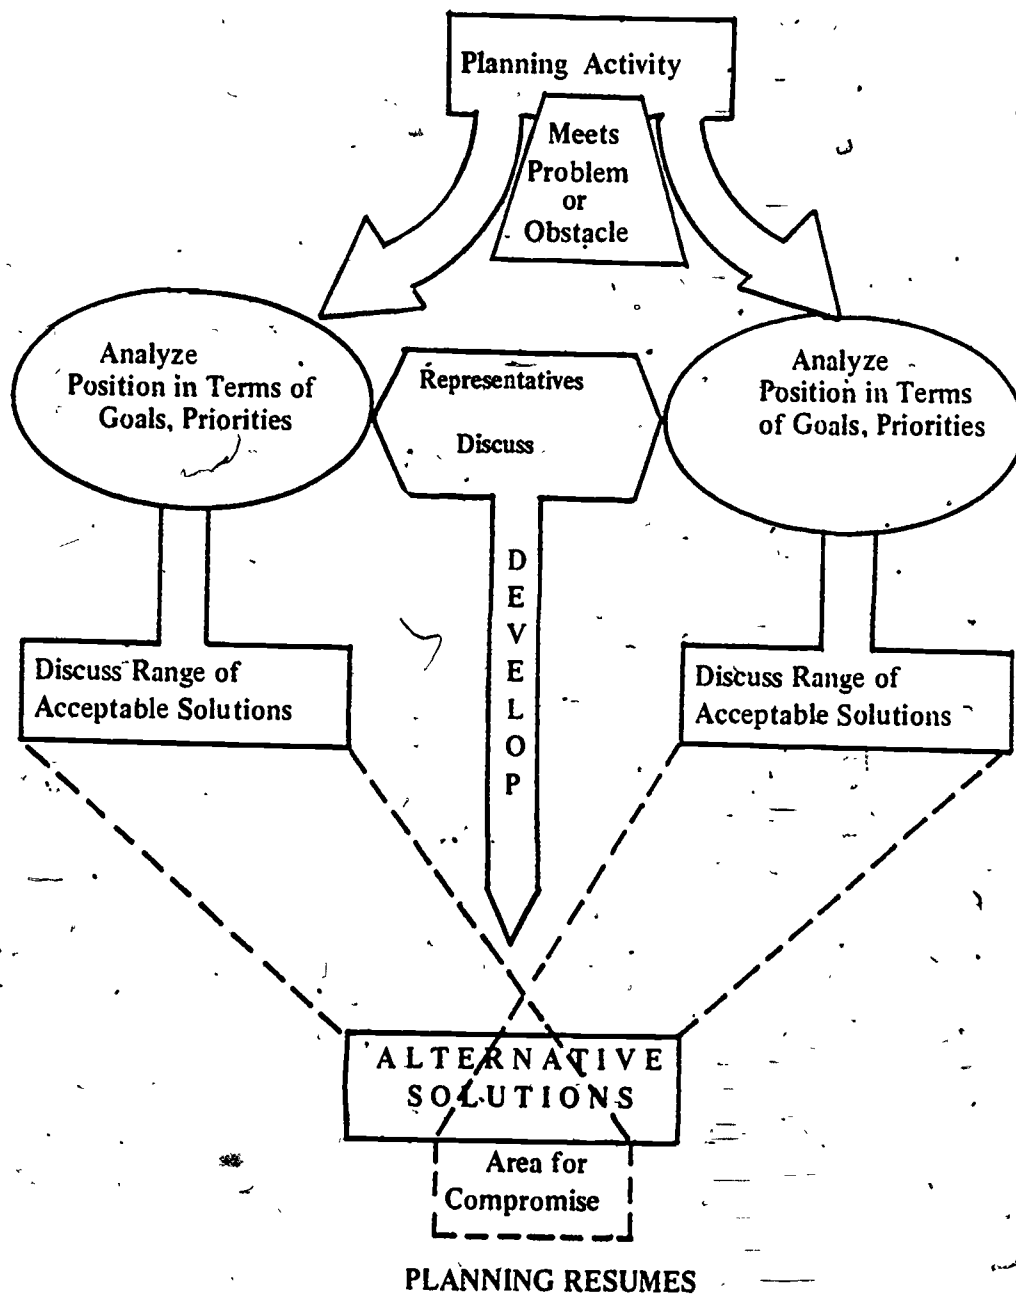 Planning Activity
Meets
Problem
or
Obstacle
Analyze
Position in Terms of
Goals, Priorities
Representatives
Discuss
Analyze
Position in Terms
of Goals, Priorities
DEVELOP
Discuss Range of
Acceptable Solutions
Discuss Range of
Acceptable Solutions
ALTERNATIVE
SOLUTIONS
Area for
Compromise
PLANNING RESUMES